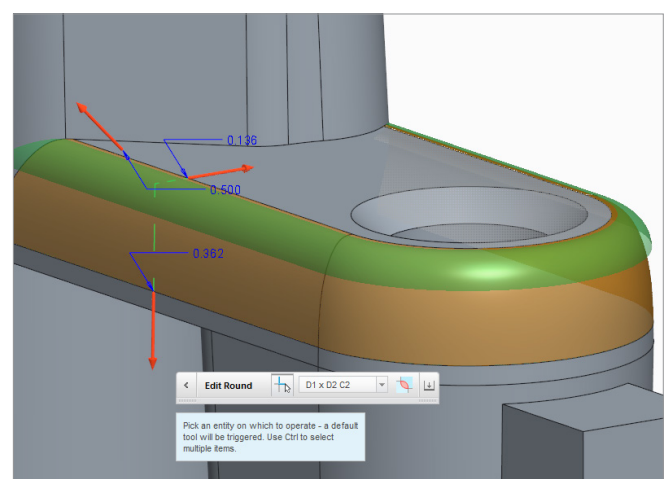 0.136
0.500
0.362
Edit Round
D1 x D2 C2
Pick an entity on which to operate - a default
tool will be triggered. Use Ctrl to select
multiple items.